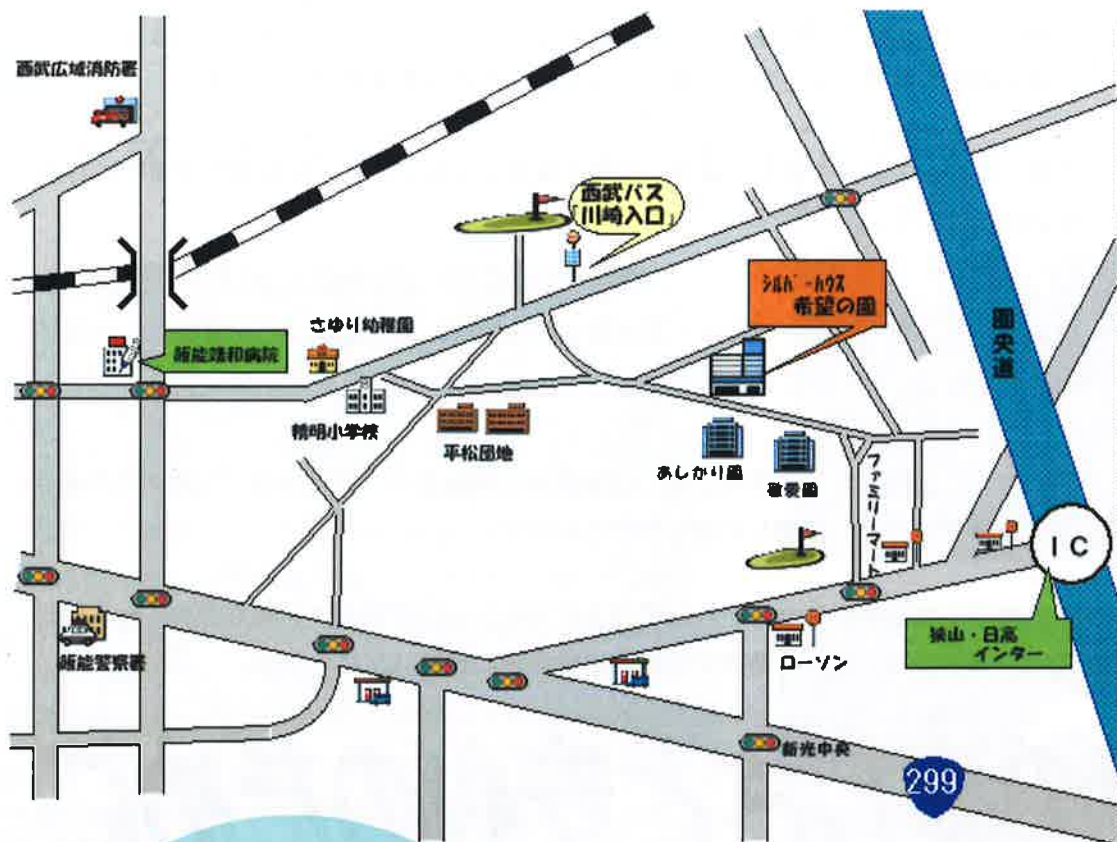 西武広域消防署
西武バス
「川崎入口」
シルバーハウス
希望の園
圏央道
さゆり幼稚園
飯能靖和病院
精明小学校
平松団地
あしかり園
敬愛園
ファミリーマート
IC
狭山・日高
インター
ローソン
飯能警察署
新光中央
299